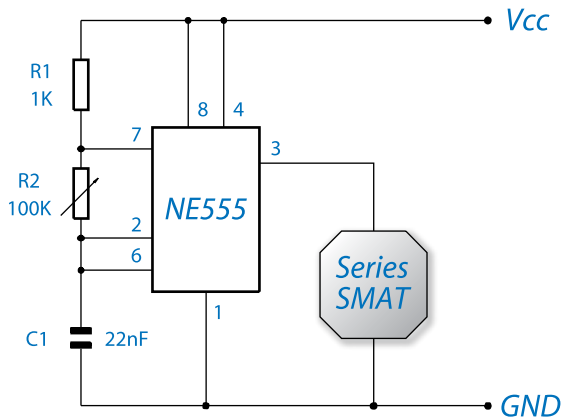 Vcc
R1
1K
8
4
7
3
R2
100K
NE555
2
6
Series
SMAT
1
C1
22nF
GND